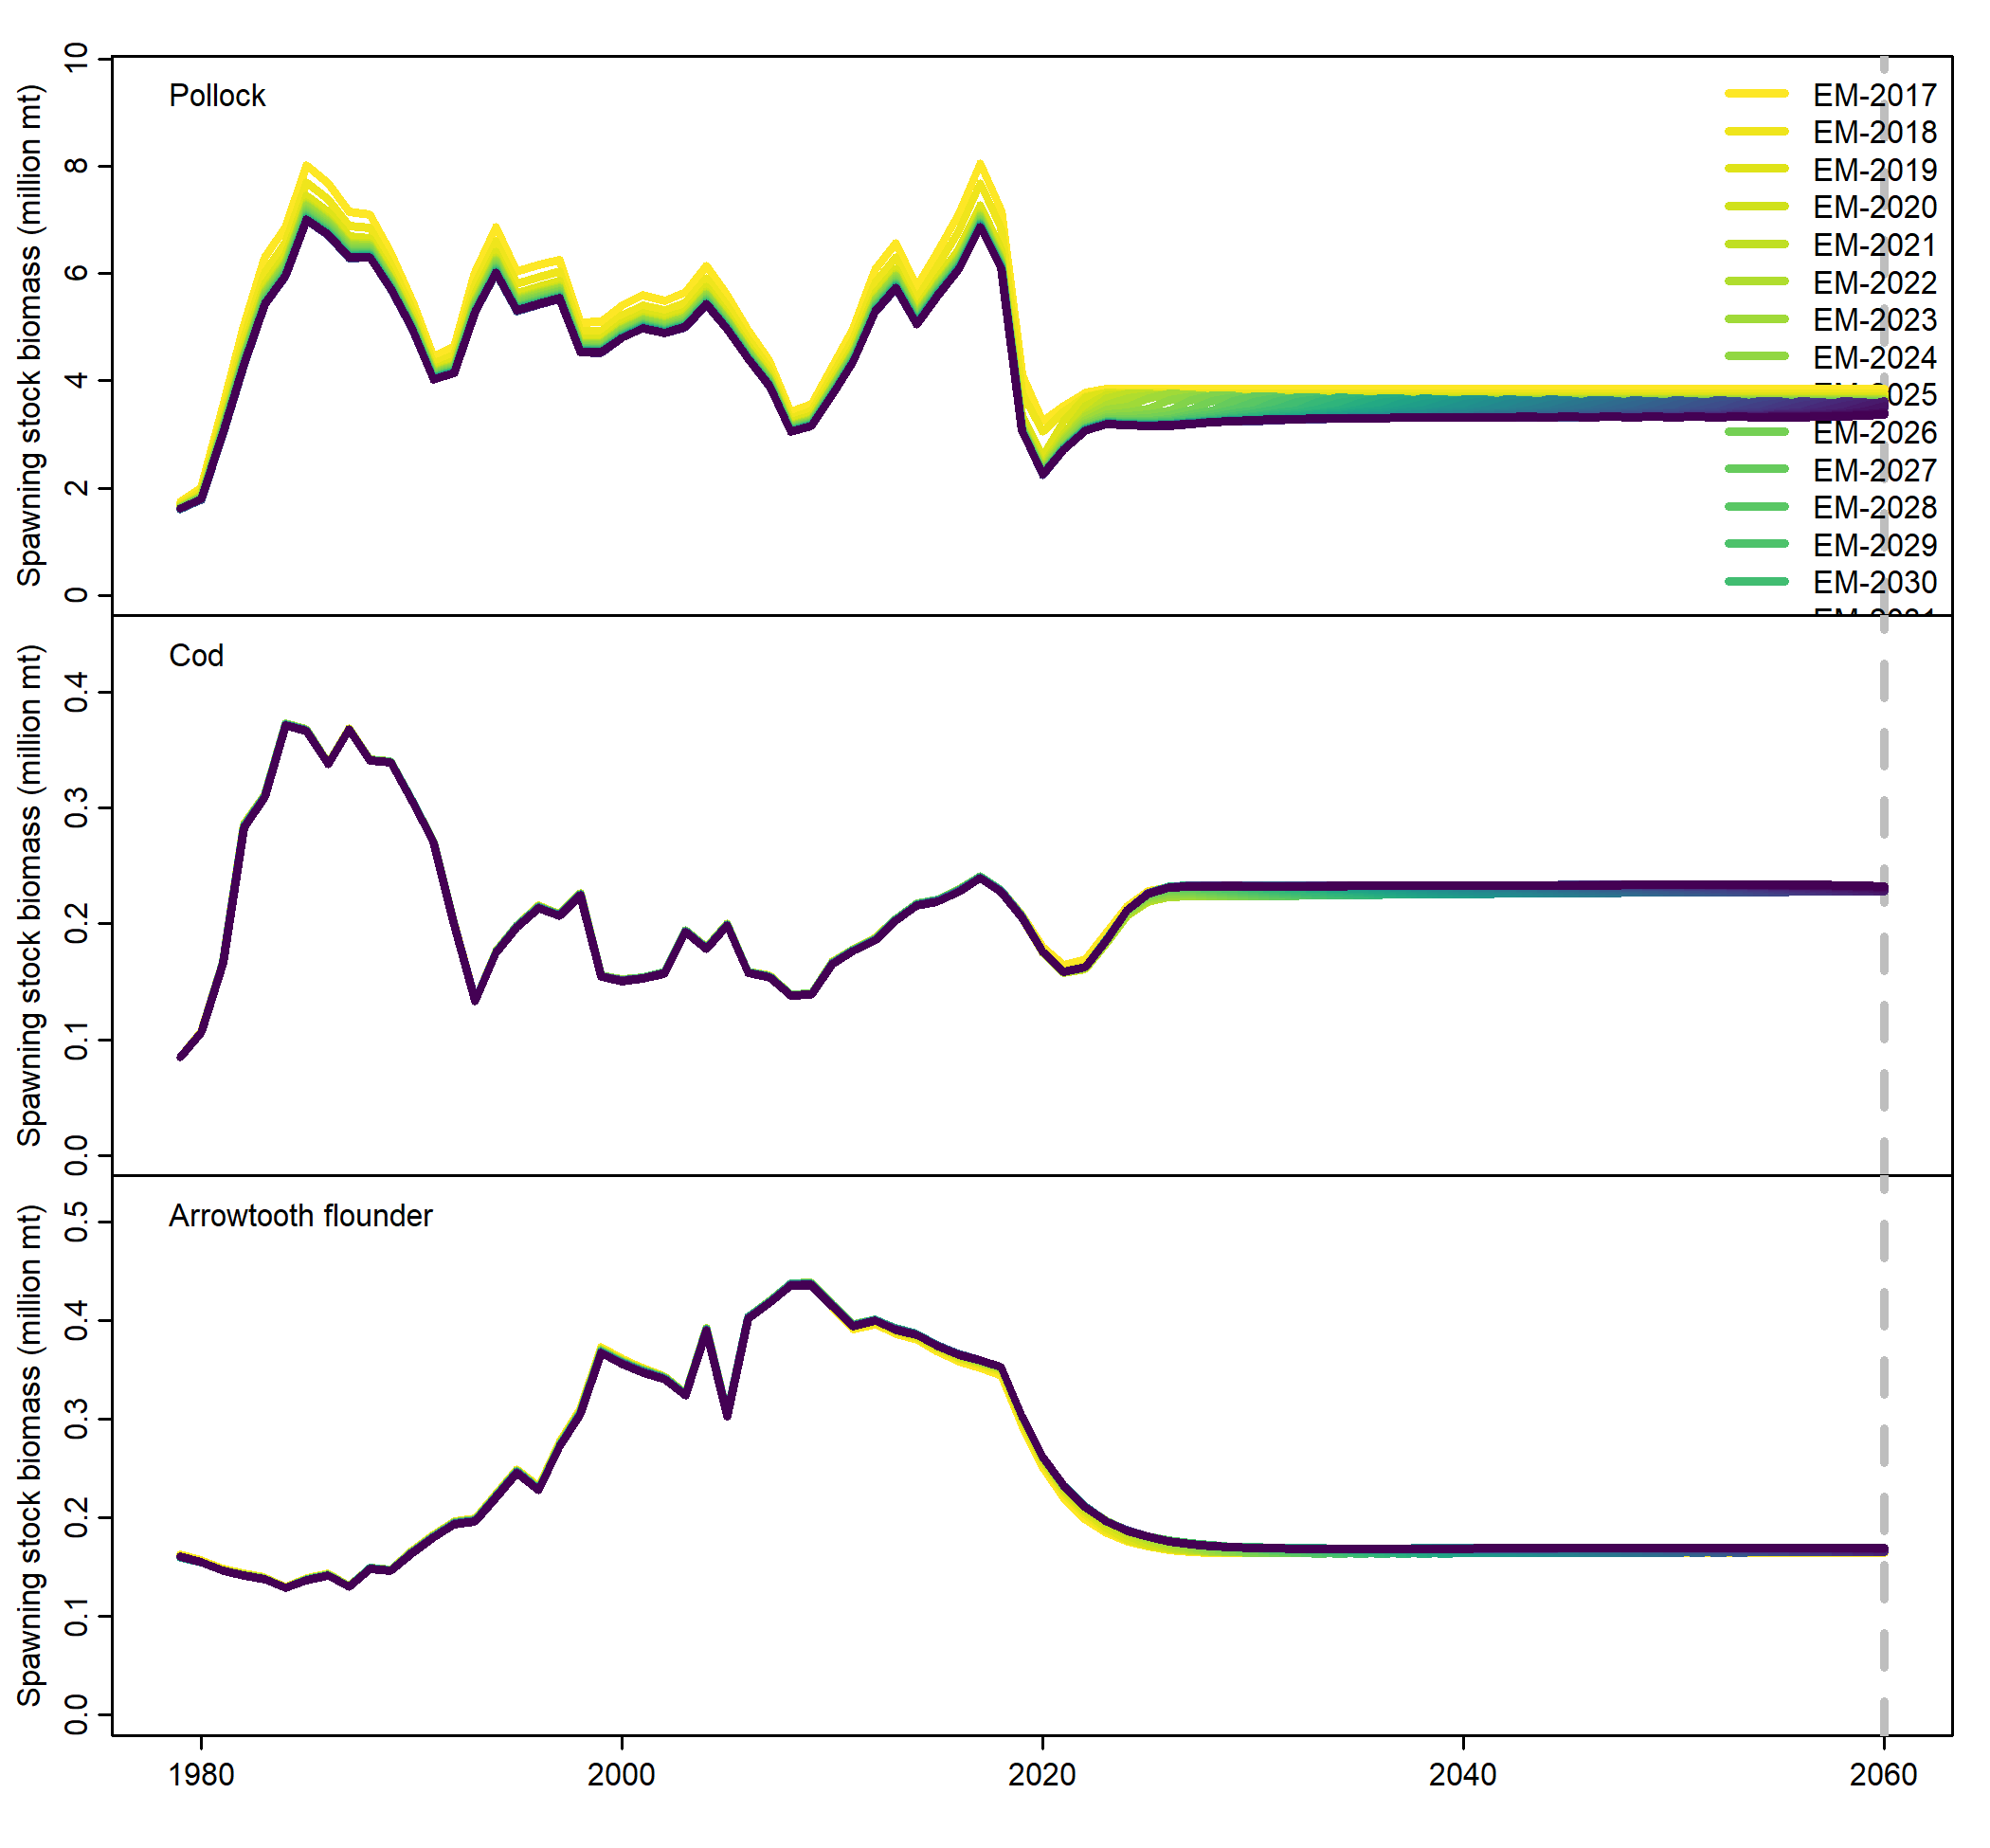 Pollock
Spawning stock biomass (million mt)
10
8
6
4
2
0
EM-2017
EM-2018
EM-2019
EM-2020
EM-2021
EM-2022
EM-2023
EM-2024
EM-2025
EM-2026
EM-2027
EM-2028
EM-2029
EM-2030
Cod
Spawning stock biomass (million mt)
0.4
0.3
0.2
0.1
0.0
Arrowtooth flounder
Spawning stock biomass (million mt)
0.5
0.4
0.3
0.2
0.1
0.0
1980 2000 2020 2040 2060